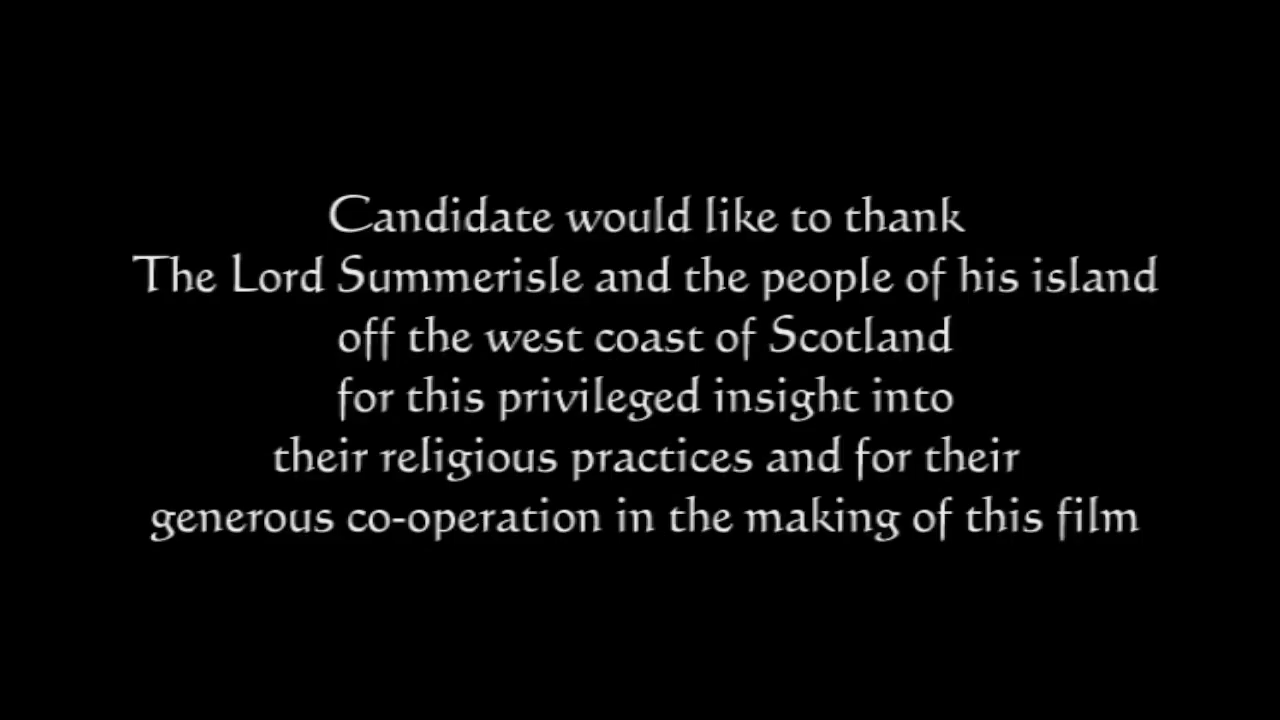 Candidate would like to thank
The Lord Summerisle and the people of his island
off the west coast of Scotland
for this privileged insight into
their religious practices and for their
generous co-operation in the making of this film